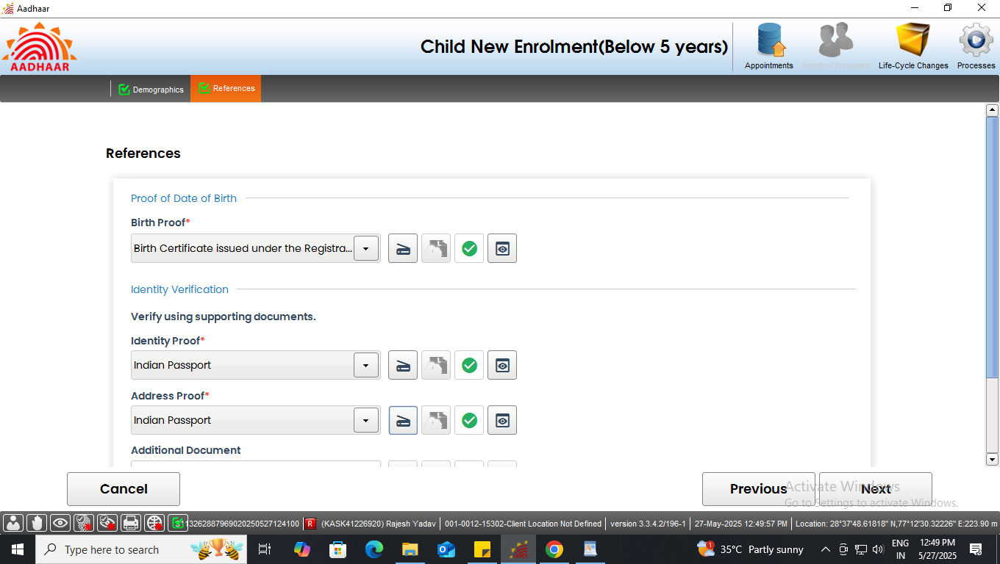 Aadhaar
AADHAAR
Child New Enrolment(Below 5 years)
Appointments
Resident Enrolment
Life-Cycle Changes
Processes
Demographics
References
References
Proof of Date of Birth
Birth Proof*
Birth Certificate issued under the Registra...
Identity Verification
Verify using supporting documents.
Identity Proof*
Indian Passport
Address Proof*
Indian Passport
Additional Document
Cancel
Previous
Next
Activate Windows
Go to Settings to activate Windows.
13262887969020250527124100
R
(KASK41226920) Rajesh Yadav
001-0012-15302-Client Location Not Defined
version 3.3.4.2/196-1
27-May-2025 12:49:57 PM
Location: 28°37'48.61818" N,77°12'30.32226" E:223.90 m
Type here to search
35°C Partly sunny
ENG
IN
12:49 PM
5/27/2025